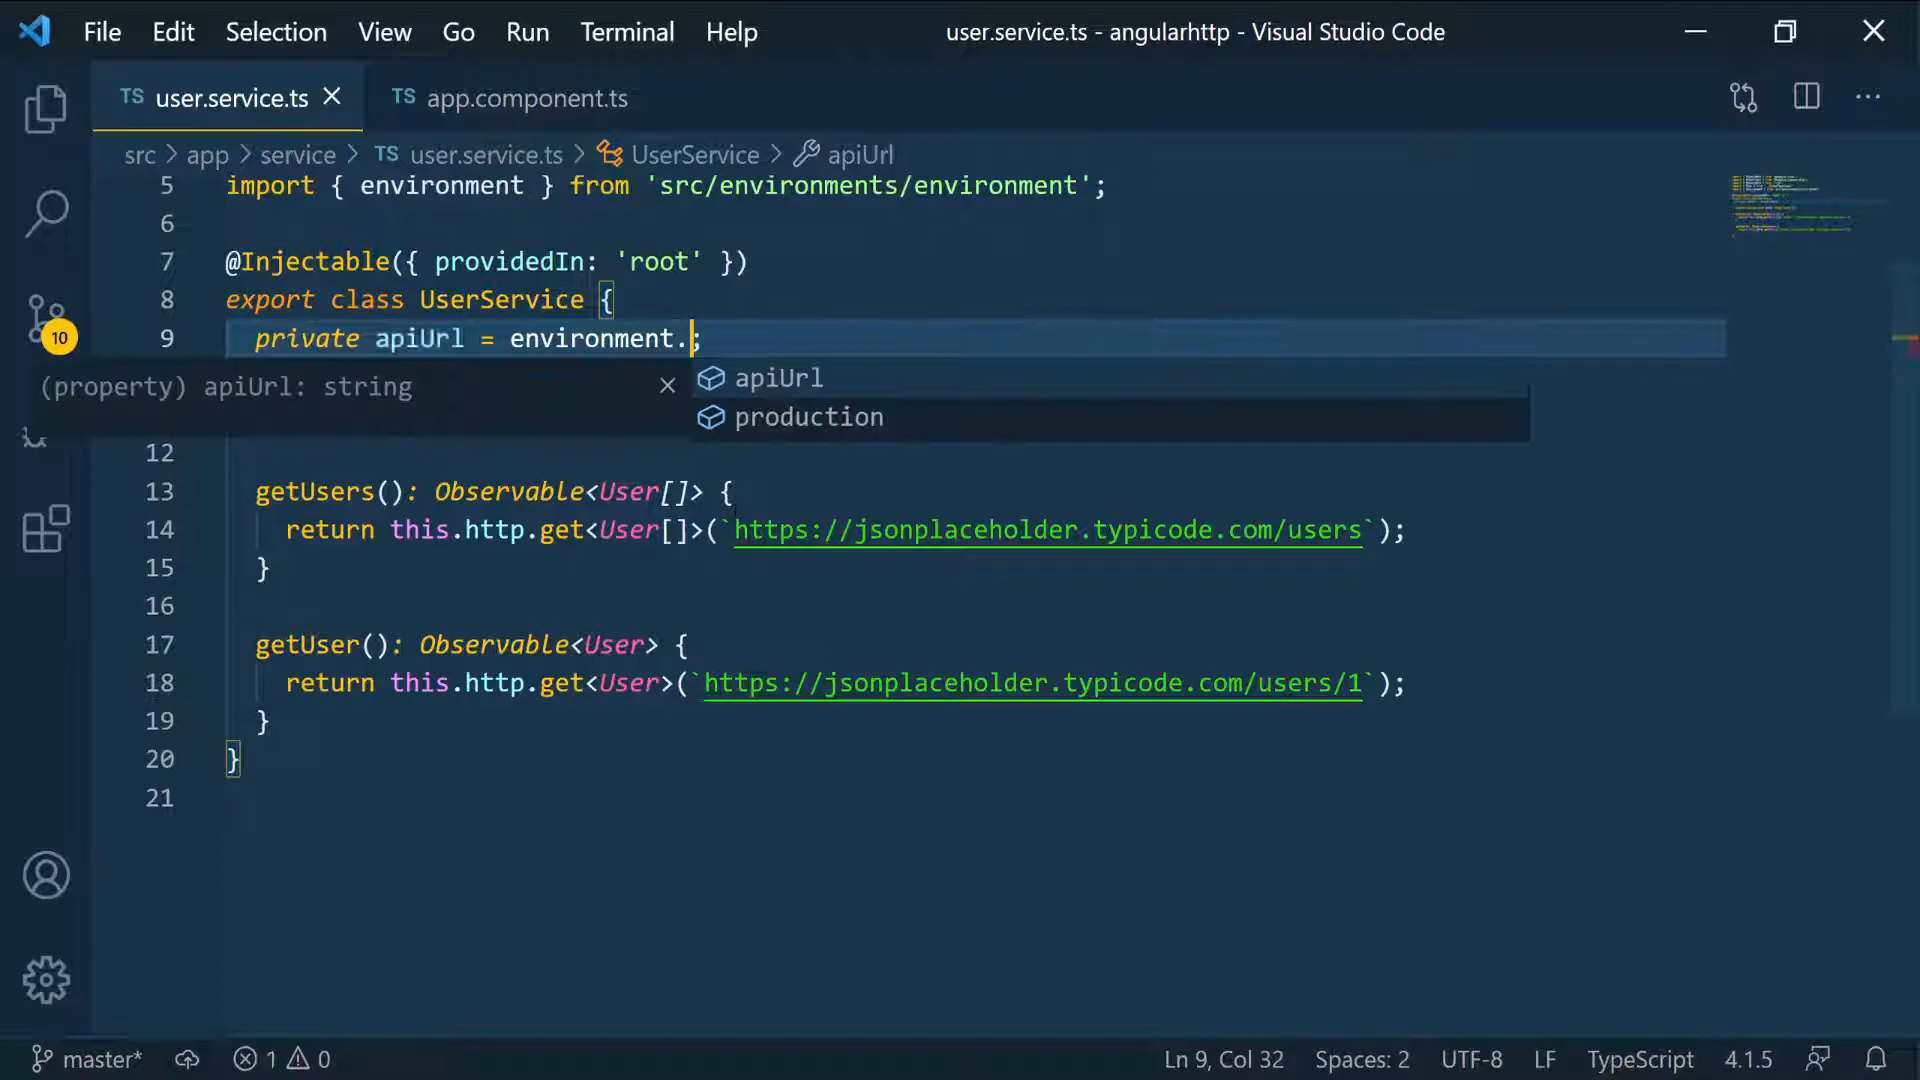 File Edit Selection View Go Run Terminal Help user.service.ts - angularhttp - Visual Studio Code
TS user.service.ts TS app.component.ts
src > app > service > TS user.service.ts > UserService > apiUrl
5 import { environment } from 'src/environments/environment';
6
7 @Injectable({ providedIn: 'root' })
8 export class UserService {
9 private apiUrl = environment.;
10
(property) apiUrl: string
apiUrl
production
12
13 getUsers(): Observable<User[]> {
14 return this.http.get<User[]>(`https://jsonplaceholder.typicode.com/users`);
15 }
16
17 getUser(): Observable<User> {
18 return this.http.get<User>(`https://jsonplaceholder.typicode.com/users/1`);
19 }
20 }
21
master* 1 0 Ln 9, Col 32 Spaces: 2 UTF-8 LF TypeScript 4.1.5